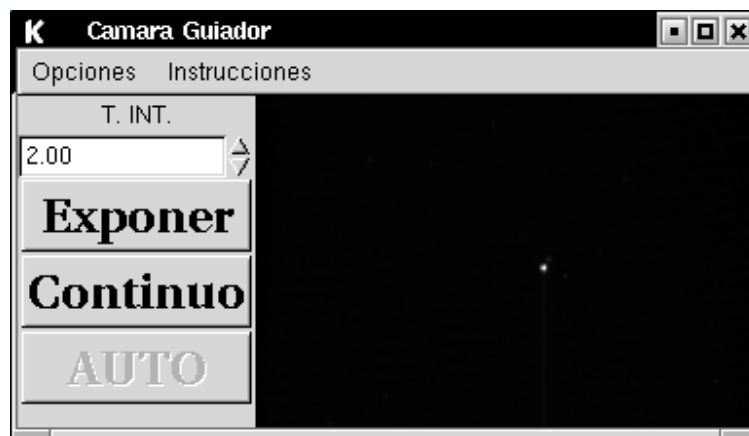 K Camara Guiador
Opciones Instrucciones
T. INT.
2.00
Exponer
Continuo
AUTO